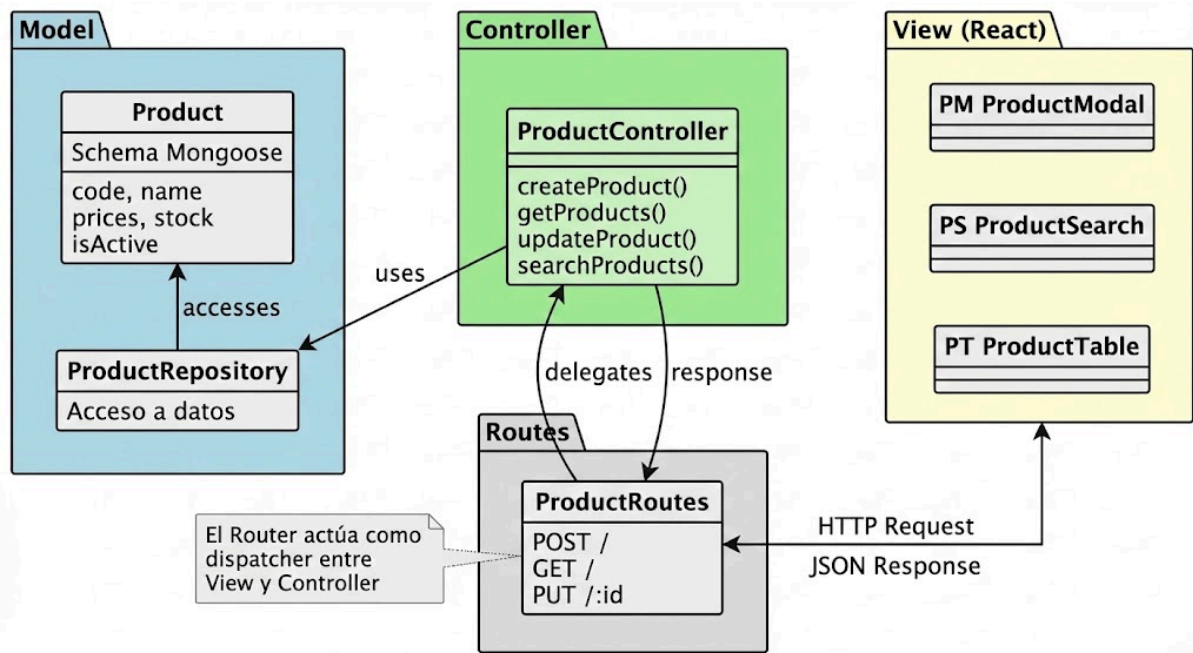 Model
Product
Schema Mongoose
code, name
prices, stock
isActive
accesses
ProductRepository
Acceso a datos
uses
Controller
ProductController
createProduct()
getProducts()
updateProduct()
searchProducts()
delegates
response
Routes
ProductRoutes
POST /
GET /
PUT /:id
El Router actúa como
dispatcher entre
View y Controller
HTTP Request
JSON Response
View (React)
PM ProductModal
PS ProductSearch
PT ProductTable